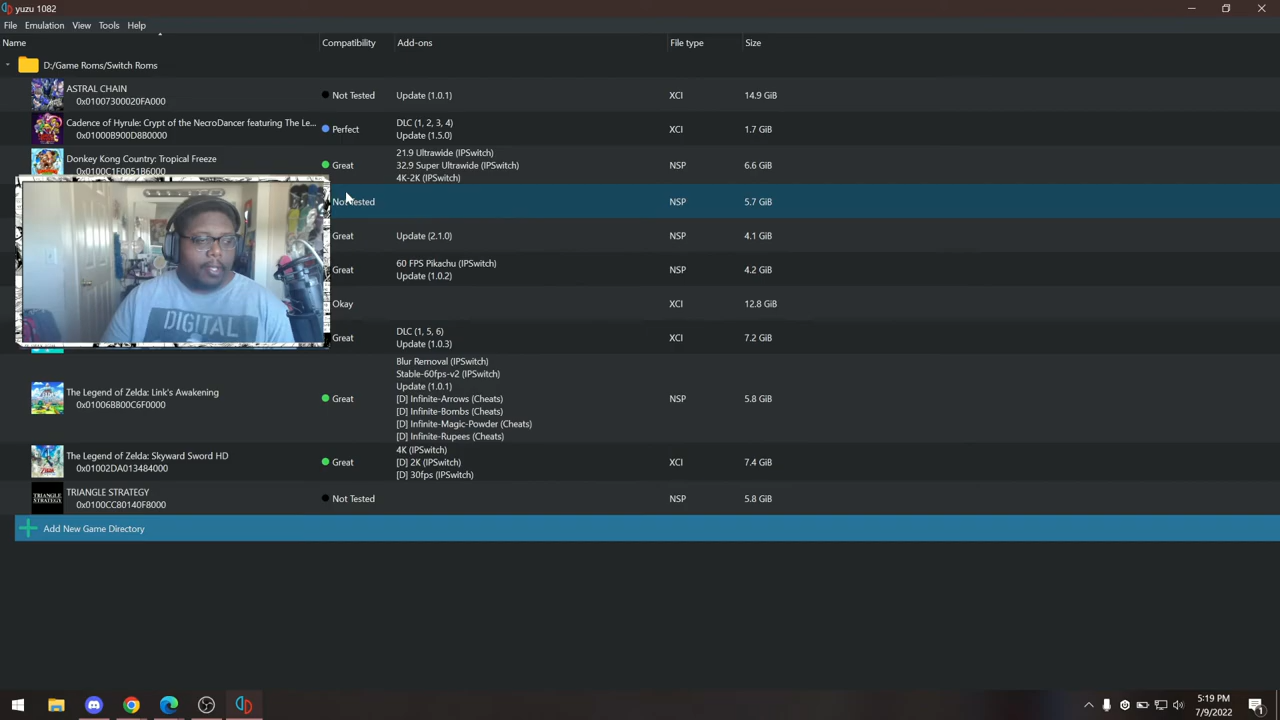 yuzu 1082
File Emulation View Tools Help
Name Compatibility Add-ons File type Size
D:/Game Roms/Switch Roms
ASTRAL CHAIN
0x01007300020FA000
Not Tested Update (1.0.1) XCI 14.9 GiB
Cadence of Hyrule: Crypt of the NecroDancer featuring The Le...
0x01000B900D8B0000
Perfect
DLC (1, 2, 3, 4)
Update (1.5.0)
XCI 1.7 GiB
Donkey Kong Country: Tropical Freeze
0x0100C1F0051B6000
Great
21.9 Ultrawide (IPSwitch)
32.9 Super Ultrawide (IPSwitch)
4K-2K (IPSwitch)
NSP 6.6 GiB
Not Tested NSP 5.7 GiB
Great Update (2.1.0) NSP 4.1 GiB
Great
60 FPS Pikachu (IPSwitch)
Update (1.0.2)
NSP 4.2 GiB
Okay XCI 12.8 GiB
Great
DLC (1, 5, 6)
Update (1.0.3)
XCI 7.2 GiB
DIGITAL
The Legend of Zelda: Link's Awakening
0x01006BB00C6F0000
Great
Blur Removal (IPSwitch)
Stable-60fps-v2 (IPSwitch)
Update (1.0.1)
[D] Infinite-Arrows (Cheats)
[D] Infinite-Bombs (Cheats)
[D] Infinite-Magic-Powder (Cheats)
[D] Infinite-Rupees (Cheats)
NSP 5.8 GiB
The Legend of Zelda: Skyward Sword HD
0x01002DA013484000
Great
4K (IPSwitch)
[D] 2K (IPSwitch)
[D] 30fps (IPSwitch)
XCI 7.4 GiB
TRIANGLE STRATEGY
TRIANGLE STRATEGY
0x0100CC80140F8000
Not Tested NSP 5.8 GiB
Add New Game Directory
5:19 PM
7/9/2022
1